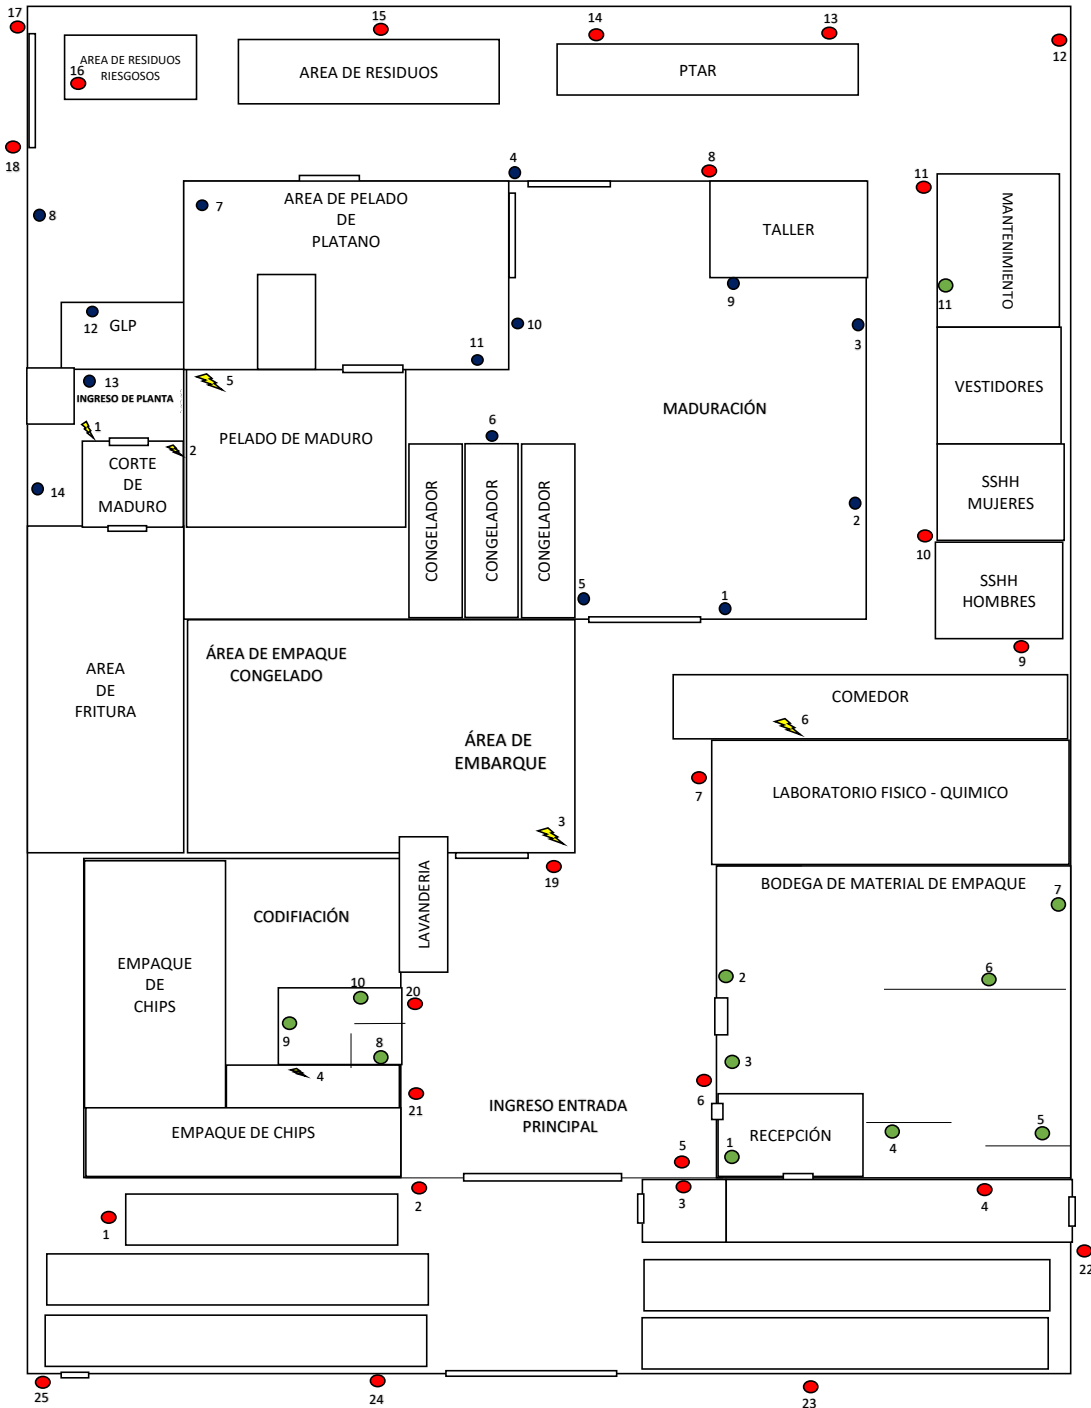 17
15
14
13
12
AREA DE RESIDUOS
RIESGOSOS
16
AREA DE RESIDUOS
PTAR
18
4
8
11
8
7
AREA DE PELADO
DE
PLATANO
TALLER
MANTENIMIENTO
9
11
12
GLP
10
3
11
13
INGRESO DE PLANTA
5
VESTIDORES
MADURACIÓN
1
2
PELADO DE MADURO
6
CORTE
DE
MADURO
14
CONGELADOR
CONGELADOR
CONGELADOR
SSHH
MUJERES
2
10
5
1
SSHH
HOMBRES
9
AREA
DE
FRITURA
ÁREA DE EMPAQUE
CONGELADO
COMEDOR
6
ÁREA DE
EMBARQUE
7
LABORATORIO FISICO - QUIMICO
3
19
BODEGA DE MATERIAL DE EMPAQUE
7
LAVANDERIA
CODIFIACIÓN
EMPAQUE
DE
CHIPS
10
20
2
6
9
8
3
4
21
6
INGRESO ENTRADA
PRINCIPAL
EMPAQUE DE CHIPS
5
1
RECEPCIÓN
4
5
2
3
4
1
22
25
24
23